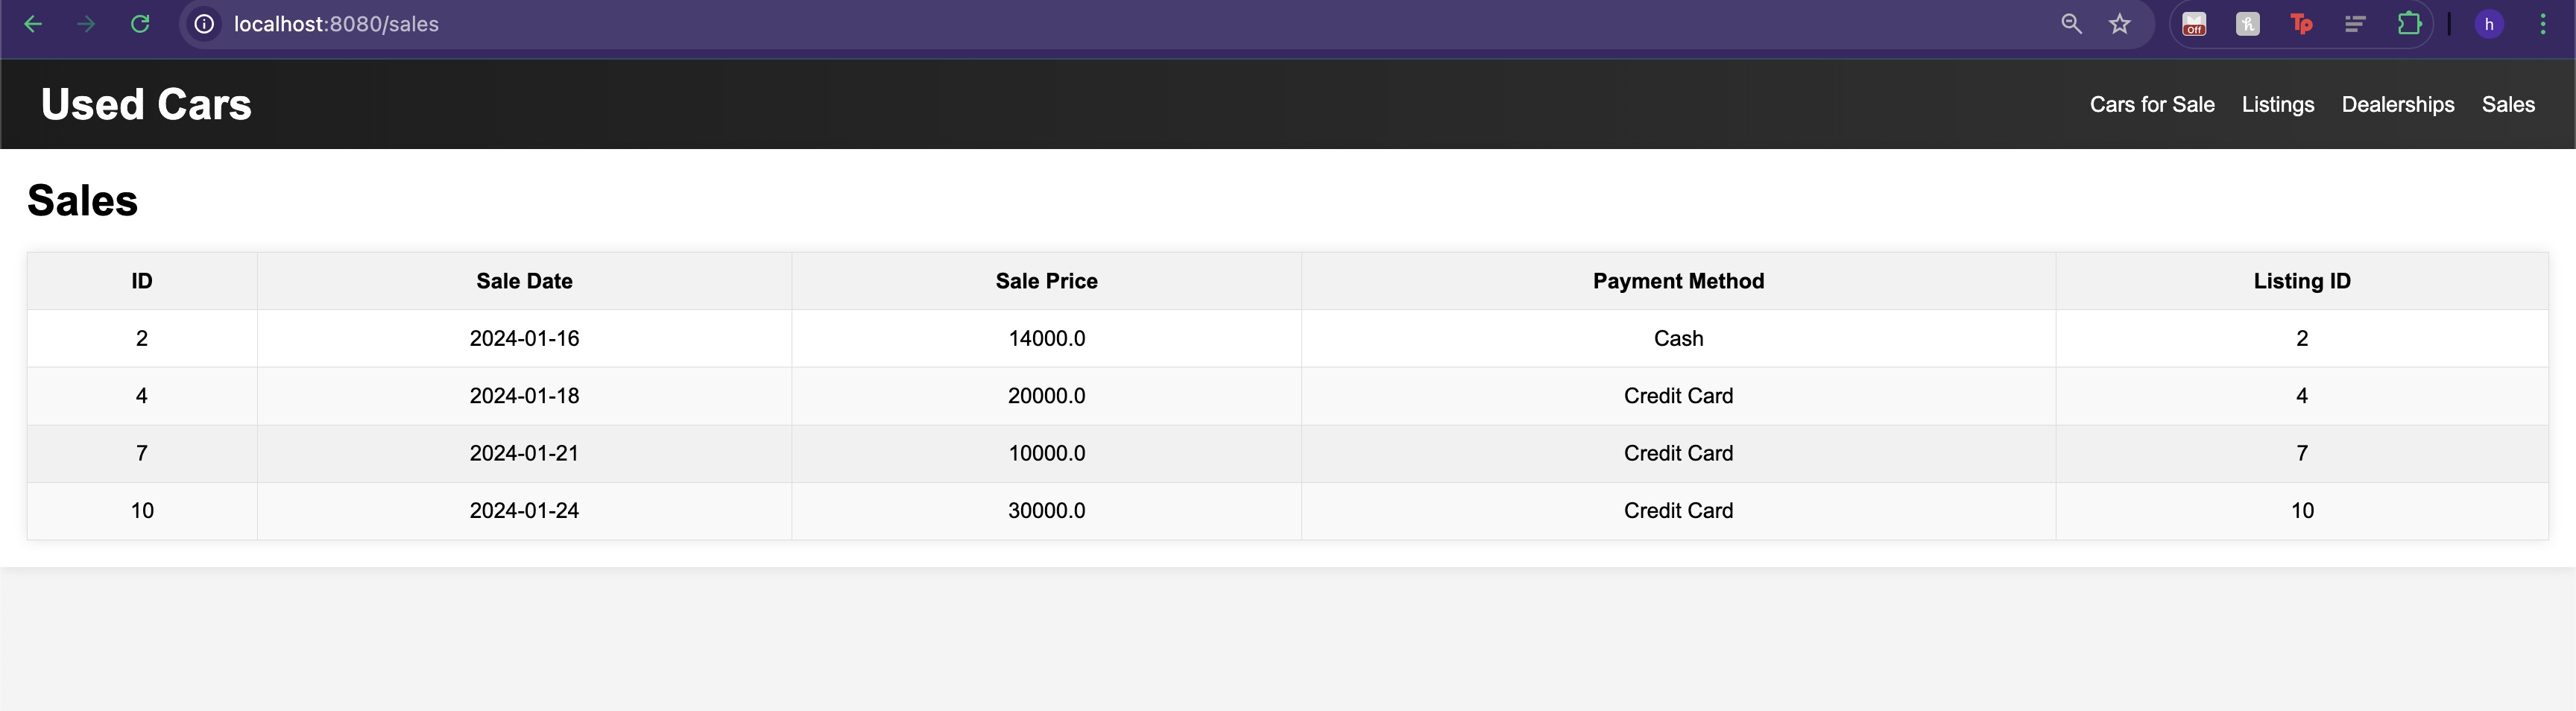 localhost:8080/sales
Off
h
Tp
h
Used Cars
Cars for Sale Listings Dealerships Sales
Sales
ID Sale Date Sale Price Payment Method Listing ID
2 2024-01-16 14000.0 Cash 2
4 2024-01-18 20000.0 Credit Card 4
7 2024-01-21 10000.0 Credit Card 7
10 2024-01-24 30000.0 Credit Card 10